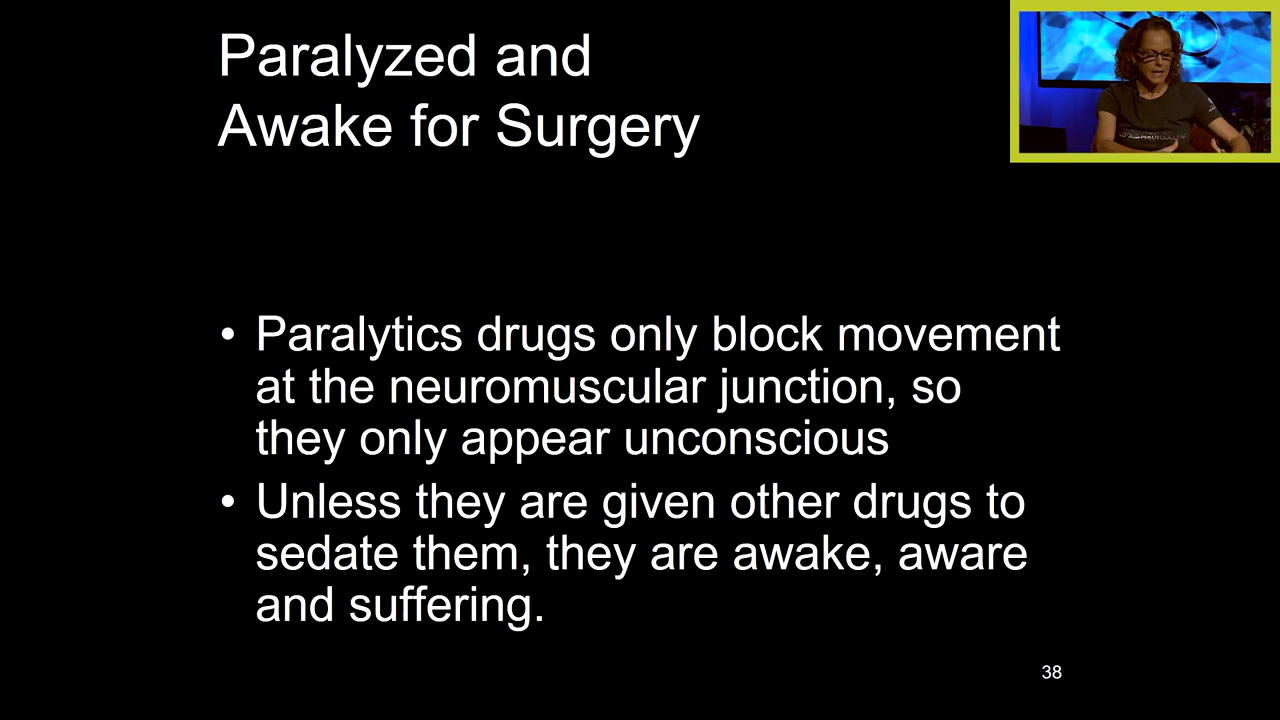 Paralyzed and
Awake for Surgery
• Paralytics drugs only block movement
at the neuromuscular junction, so
they only appear unconscious
• Unless they are given other drugs to
sedate them, they are awake, aware
and suffering.
38